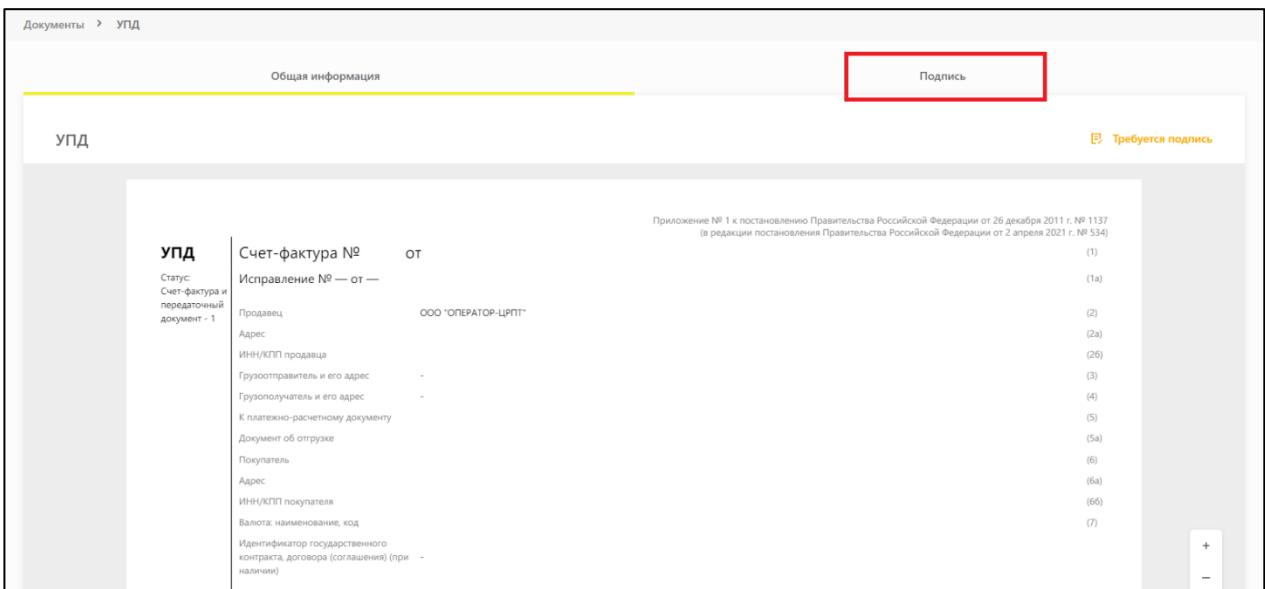 Документы > УПД
Общая информация
Подпись
УПД
Требуется подпись
Приложение № 1 к постановлению Правительства Российской Федерации от 26 декабря 2011 г. № 1137
(в редакции постановления Правительства Российской Федерации от 2 апреля 2021 г. № 534)
УПД
Счет-фактура № от (1)
Статус:
Счет-фактура и
передаточный
документ - 1
Исправление № — от — (1а)
Продавец ООО "ОПЕРАТОР-ЦРПТ" (2)
Адрес (2а)
ИНН/КПП продавца (2б)
Грузоотправитель и его адрес - (3)
Грузополучатель и его адрес - (4)
К платежно-расчетному документу (5)
Документ об отгрузке (5а)
Покупатель (6)
Адрес (6а)
ИНН/КПП покупателя (6б)
Валюта: наименование, код (7)
Идентификатор государственного
контракта, договора (соглашения) (при -
наличии)
+
–